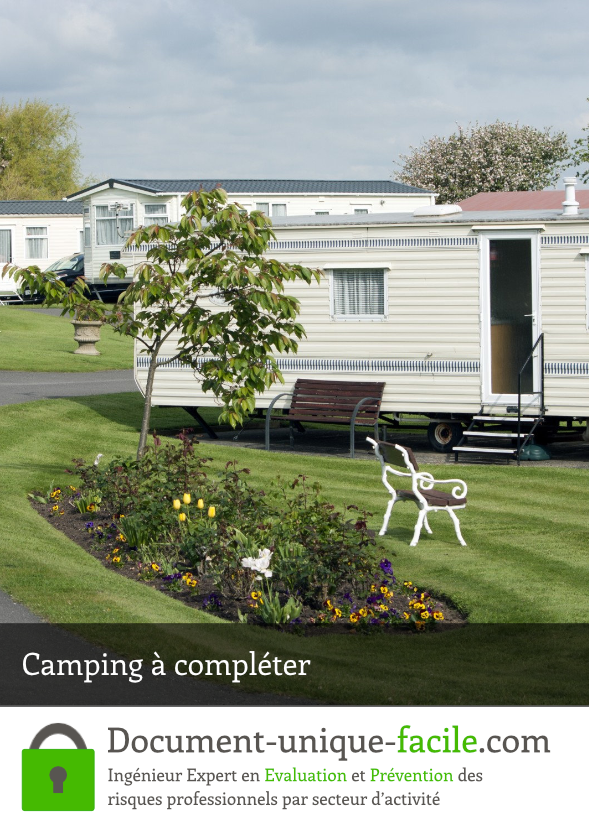 Camping à compléter
Document-unique-facile.com
Ingénieur Expert en Evaluation et Prévention des
risques professionnels par secteur d'activité